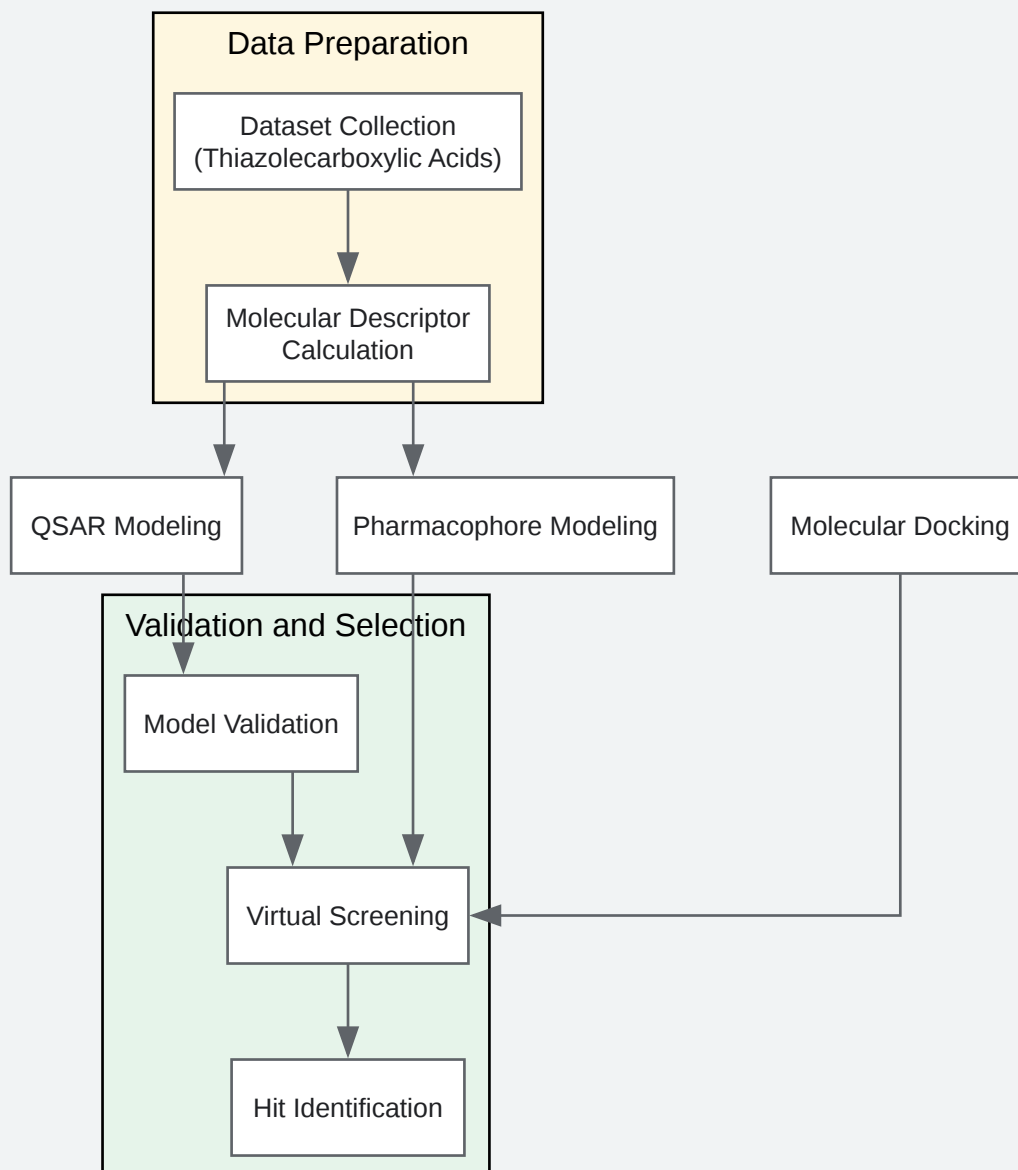 Data Preparation
Dataset Collection
(Thiazolecarboxylic Acids)
Molecular Descriptor
Calculation
QSAR Modeling
Pharmacophore Modeling
Molecular Docking
Validation and Selection
Model Validation
Virtual Screening
Hit Identification